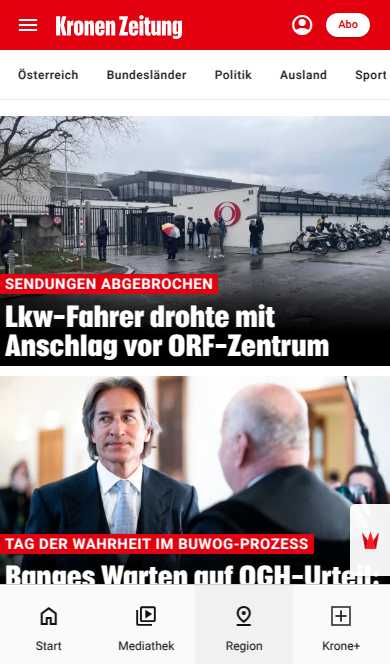 Kronen Zeitung
Abo
Österreich Bundesländer Politik Ausland Sport
SENDUNGEN ABGEBROCHEN
Lkw-Fahrer drohte mit
Anschlag vor ORF-Zentrum
TAG DER WAHRHEIT IM BUWOG-PROZESS
Banges Warten auf OGH-Urteil:
Start Mediathek Region Krone+